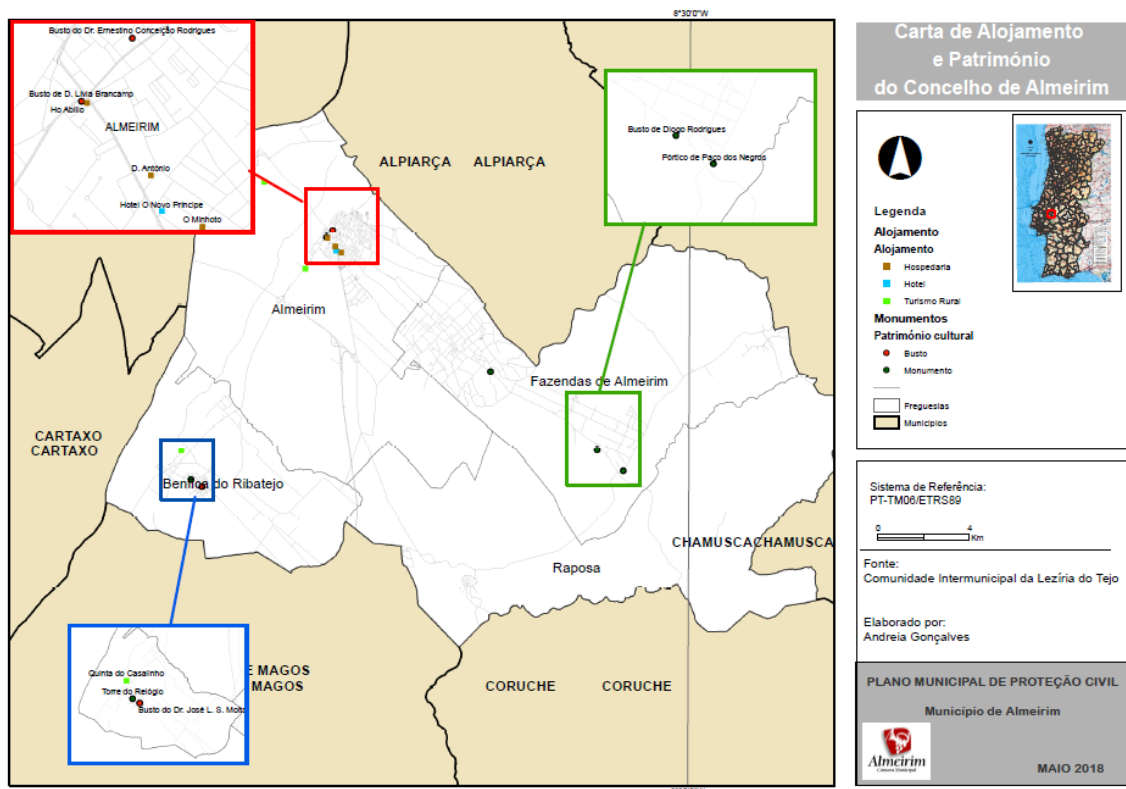 8°30'0"W
Busto do Dr. Ernestino Conceição Rodrigues
Busto de D. Lívia Brancamp
Ho.Abílio
ALMEIRIM
D. António
Hotel O Novo Príncipe
O Minhoto
ALPIARÇA ALPIARÇA
Busto de Diogo Rodrigues
Pórtico de Paço dos Negros
Almeirim
Fazendas de Almeirim
CARTAXO
CARTAXO
Benfica do Ribatejo
CHAMUSCA CHAMUSCA
Raposa
E MAGOS
MAGOS
CORUCHE CORUCHE
Quinta do Casalinho
Torre do Relógio
Busto do Dr. José L. S. Moita
Carta de Alojamento
e Património
do Concelho de Almeirim
Legenda
Alojamento
Alojamento
Hospedaria
Hotel
Turismo Rural
Monumentos
Património cultural
Busto
Monumento
Freguesias
Municípios
Sistema de Referência:
PT-TM06/ETRS89
0 4
Km
Fonte:
Comunidade Intermunicipal da Lezíria do Tejo
Elaborado por:
Andreia Gonçalves
PLANO MUNICIPAL DE PROTEÇÃO CIVIL
Município de Almeirim
Almeirim
Câmara Municipal
MAIO 2018